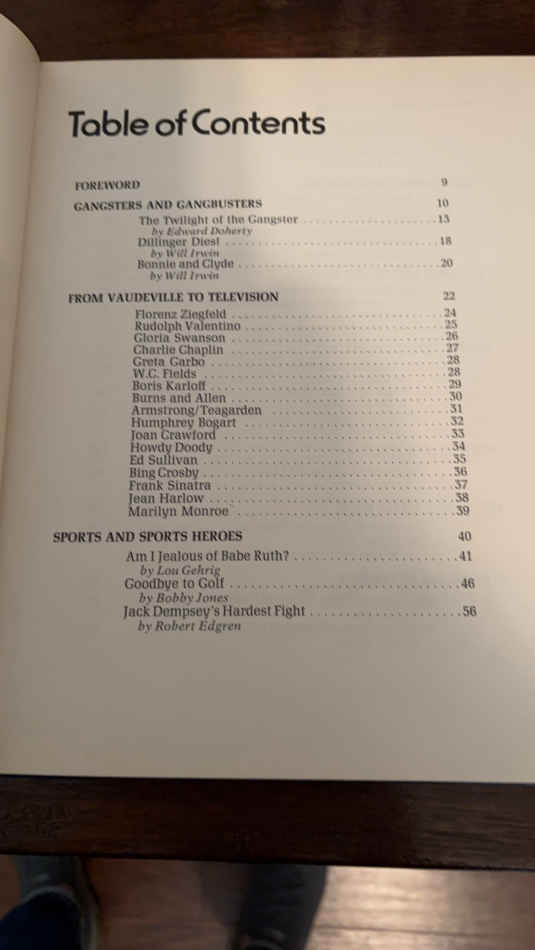 Table of Contents
FOREWORD 9
GANGSTERS AND GANGBUSTERS 10
The Twilight of the Gangster . . . . . . . . . . . . . . . . . . . . . 13
by Edward Doherty
Dillinger Dies! . . . . . . . . . . . . . . . . . . . . . . . . . . . . . . . . . 18
by Will Irwin
Bonnie and Clyde . . . . . . . . . . . . . . . . . . . . . . . . . . . . . . . 20
by Will Irwin
FROM VAUDEVILLE TO TELEVISION 22
Florenz Ziegfeld . . . . . . . . . . . . . . . . . . . . . . . . . . . . . . . . 24
Rudolph Valentino . . . . . . . . . . . . . . . . . . . . . . . . . . . . . . 25
Gloria Swanson . . . . . . . . . . . . . . . . . . . . . . . . . . . . . . . . 26
Charlie Chaplin . . . . . . . . . . . . . . . . . . . . . . . . . . . . . . . . 27
Greta Garbo . . . . . . . . . . . . . . . . . . . . . . . . . . . . . . . . . . . 28
W.C. Fields . . . . . . . . . . . . . . . . . . . . . . . . . . . . . . . . . . . . 28
Boris Karloff . . . . . . . . . . . . . . . . . . . . . . . . . . . . . . . . . . . 29
Burns and Allen . . . . . . . . . . . . . . . . . . . . . . . . . . . . . . . . 30
Armstrong/Teagarden . . . . . . . . . . . . . . . . . . . . . . . . . . . 31
Humphrey Bogart . . . . . . . . . . . . . . . . . . . . . . . . . . . . . . 32
Joan Crawford . . . . . . . . . . . . . . . . . . . . . . . . . . . . . . . . . 33
Howdy Doody . . . . . . . . . . . . . . . . . . . . . . . . . . . . . . . . . . 34
Ed Sullivan . . . . . . . . . . . . . . . . . . . . . . . . . . . . . . . . . . . . 35
Bing Crosby . . . . . . . . . . . . . . . . . . . . . . . . . . . . . . . . . . . 36
Frank Sinatra . . . . . . . . . . . . . . . . . . . . . . . . . . . . . . . . . . 37
Jean Harlow . . . . . . . . . . . . . . . . . . . . . . . . . . . . . . . . . . . 38
Marilyn Monroe . . . . . . . . . . . . . . . . . . . . . . . . . . . . . . . . 39
SPORTS AND SPORTS HEROES 40
Am I Jealous of Babe Ruth? . . . . . . . . . . . . . . . . . . . . . . . . 41
by Lou Gehrig
Goodbye to Golf . . . . . . . . . . . . . . . . . . . . . . . . . . . . . . . . . 46
by Bobby Jones
Jack Dempsey's Hardest Fight . . . . . . . . . . . . . . . . . . . . . 56
by Robert Edgren